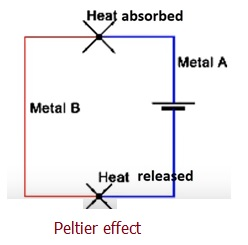 Heat absorbed
Metal A
Metal B
Heat released
Peltier effect